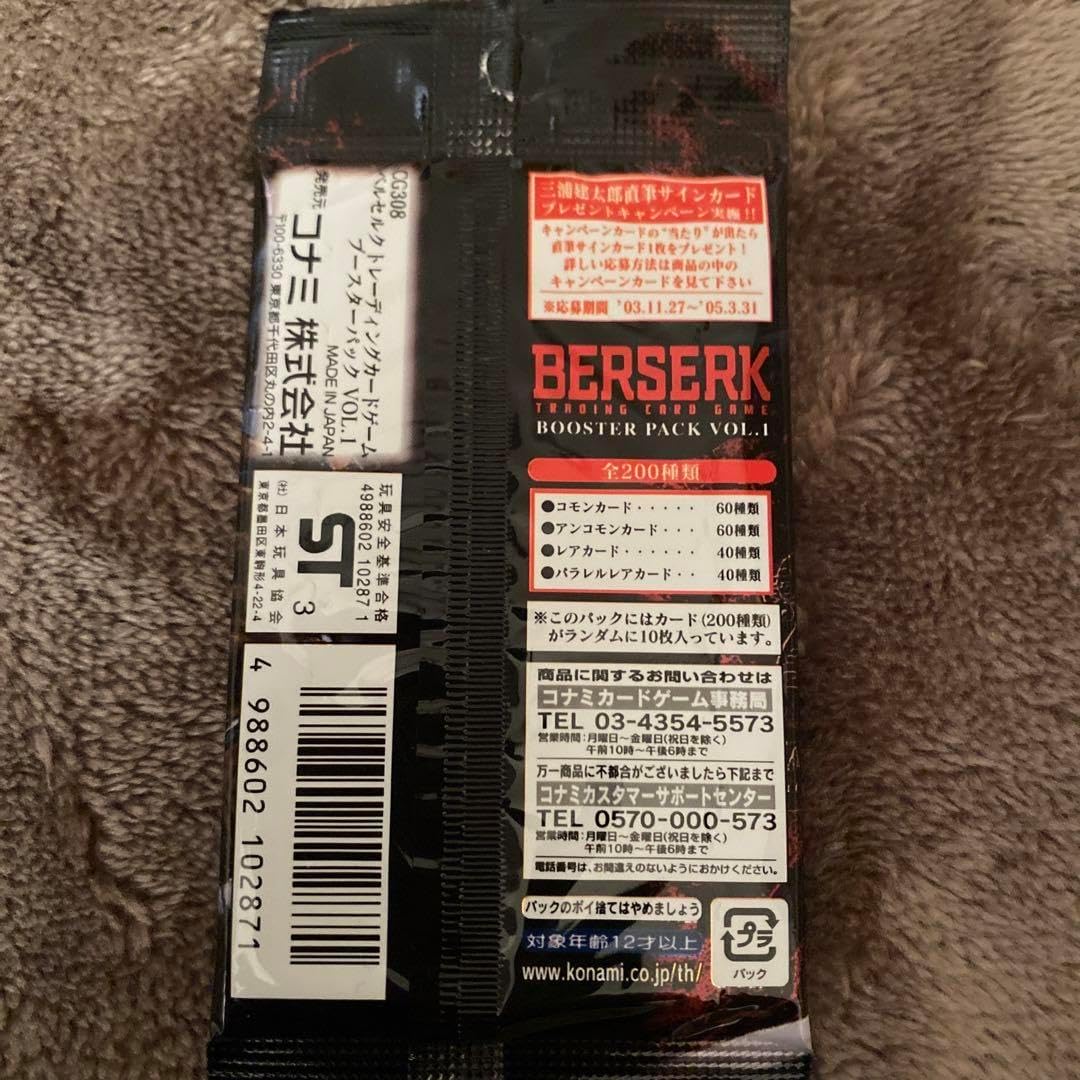 三浦建太郎直筆サインカード
プレゼントキャンペーン実施!!
キャンペーンカードの"当たり"が出たら
直筆サインカード1枚をプレゼント!
詳しい応募方法は商品の中の
キャンペーンカードを見て下さい
※応募期間 '03.11.27～'05.3.31
BERSERK
TRADING CARD GAME
BOOSTER PACK VOL.1
全200種類
●コモンカード・・・・・ 60種類
●アンコモンカード・・・ 60種類
●レアカード・・・・・・ 40種類
●パラレルレアカード・・ 40種類
※このパックにはカード(200種類)
がランダムに10枚入っています。
商品に関するお問い合わせは
コナミカードゲーム事務局
TEL 03-4354-5573
営業時間:月曜日～金曜日(祝日を除く)
午前10時～午後6時まで
万一商品に不都合がございましたら下記まで
コナミカスタマーサポートセンター
TEL 0570-000-573
営業時間:月曜日～金曜日(祝日を除く)
午前10時～午後6時まで
電話番号は、お間違えのないようにおかけください。
パックのポイ捨てはやめましょう
対象年齢12才以上
www.konami.co.jp/th/
プラ
パック
CG308
ベルセルク トレーディングカードゲーム
ブースターパック VOL.1
MADE IN JAPAN
発売元 コナミ 株式会社
〒100-6330 東京都千代田区丸の内2-4-1
玩具安全基準合格
4988602 102871
ST 3
(社)日本玩具協会
東京都墨田区東駒形4-22-4
4 988602 102871